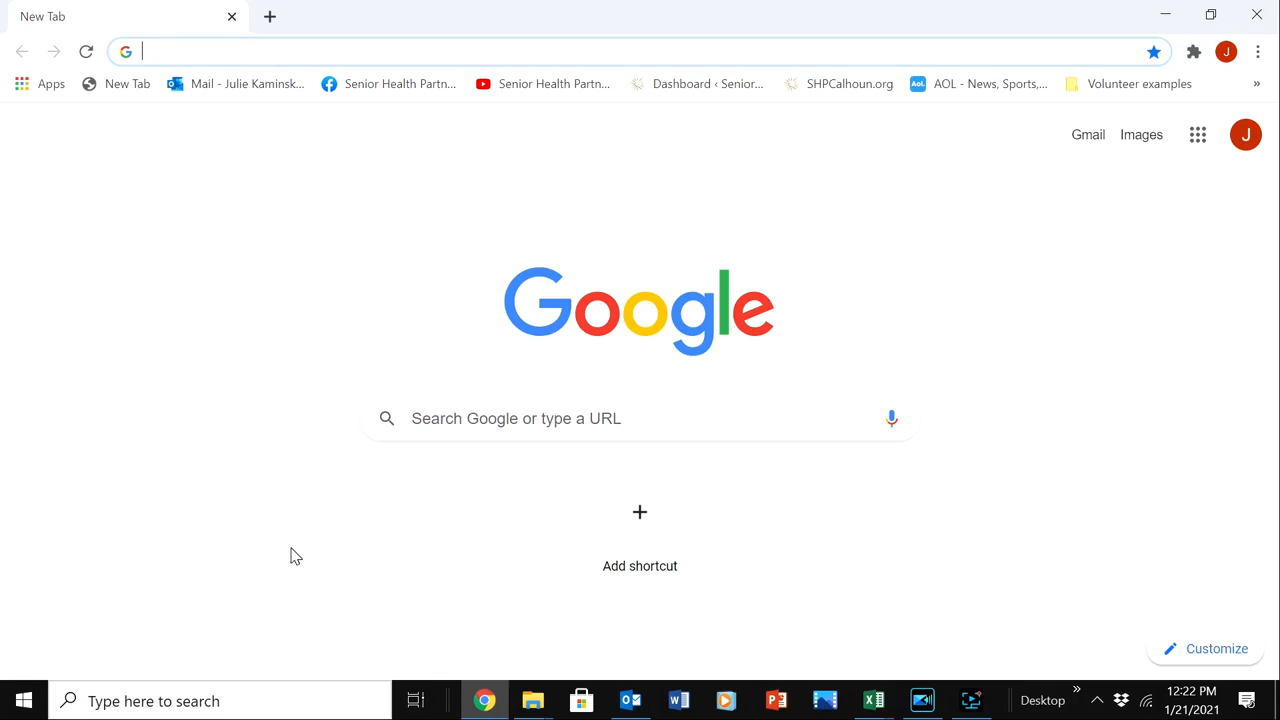 New Tab
Apps
New Tab
Mail - Julie Kaminsk...
Senior Health Partn...
Senior Health Partn...
Dashboard ‹ Senior...
SHPCalhoun.org
Aol.
AOL - News, Sports,...
Volunteer examples
»
J
Gmail
Images
J
Google
Search Google or type a URL
Add shortcut
Customize
Type here to search
Desktop
12:22 PM
1/21/2021